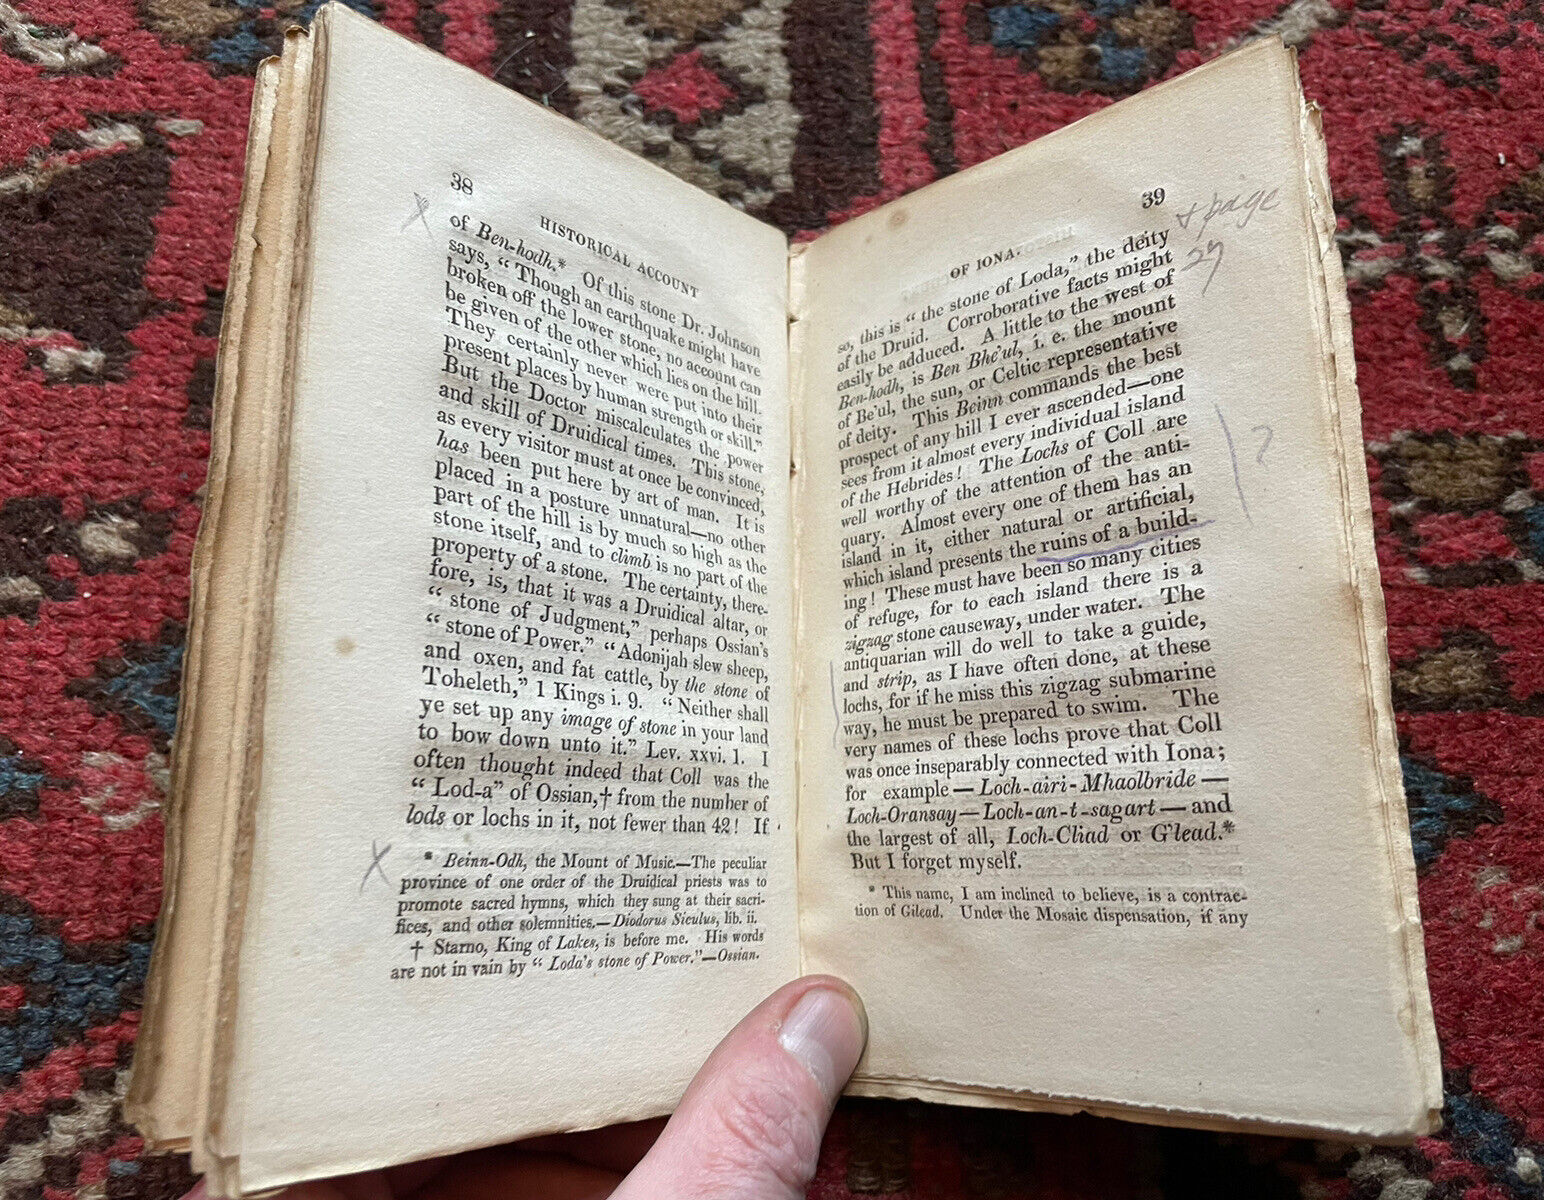 38
HISTORICAL ACCOUNT
of Ben-hodh.* Of this stone Dr. Johnson
says, “Though an earthquake might have
broken off the lower stone, no account can
be given of the other which lies on the hill.
They certainly never were put into their
present places by human strength or skill.”
But the Doctor miscalculates the power
and skill of Druidical times. This stone,
as every visitor must at once be convinced,
has been put here by art of man. It is
placed in a posture unnatural—no other
part of the hill is by much so high as the
stone itself, and to climb is no part of the
property of a stone. The certainty, there-
fore, is, that it was a Druidical altar, or
“stone of Judgment,” perhaps Ossian's
“stone of Power.” “Adonijah slew sheep,
and oxen, and fat cattle, by the stone of
Toheleth,” 1 Kings i. 9. “Neither shall
ye set up any image of stone in your land
to bow down unto it.” Lev. xxvi. 1. I
often thought indeed that Coll was the
“Lod-a” of Ossian,† from the number of
lods or lochs in it, not fewer than 42! If
* Beinn-Odh, the Mount of Music.—The peculiar
province of one order of the Druidical priests was to
promote sacred hymns, which they sung at their sacri-
fices, and other solemnities.—Diodorus Siculus, lib. ii.
† Starno, King of Lakes, is before me. His words
are not in vain by “Loda's stone of Power.”—Ossian.
39
OF IONA.
so, this is “the stone of Loda,” the deity
of the Druid. Corroborative facts might
easily be adduced. A little to the west of
Ben-hodh, is Ben Bhe'ul, i. e. the mount
of Be'ul, the sun, or Celtic representative
of deity. This Beinn commands the best
prospect of any hill I ever ascended—one
sees from it almost every individual island
of the Hebrides! The Lochs of Coll are
well worthy of the attention of the anti-
quary. Almost every one of them has an
island in it, either natural or artificial,
which island presents the ruins of a build-
ing! These must have been so many cities
of refuge, for to each island there is a
zigzag stone causeway, under water. The
antiquarian will do well to take a guide,
and strip, as I have often done, at these
lochs, for if he miss this zigzag submarine
way, he must be prepared to swim. The
very names of these lochs prove that Coll
was once inseparably connected with Iona;
for example—Loch-airi-Mhaolbride—
Loch-Oransay—Loch-an-t-sagart—and
the largest of all, Loch-Cliad or G'lead.*
But I forget myself.
* This name, I am inclined to believe, is a contrac-
tion of Gilead. Under the Mosaic dispensation, if any
+ page
27
?